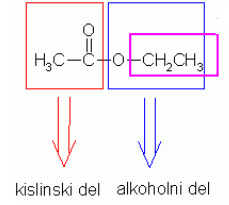 O
H3C–C–O–CH2CH3
kislinski del alkoholni del